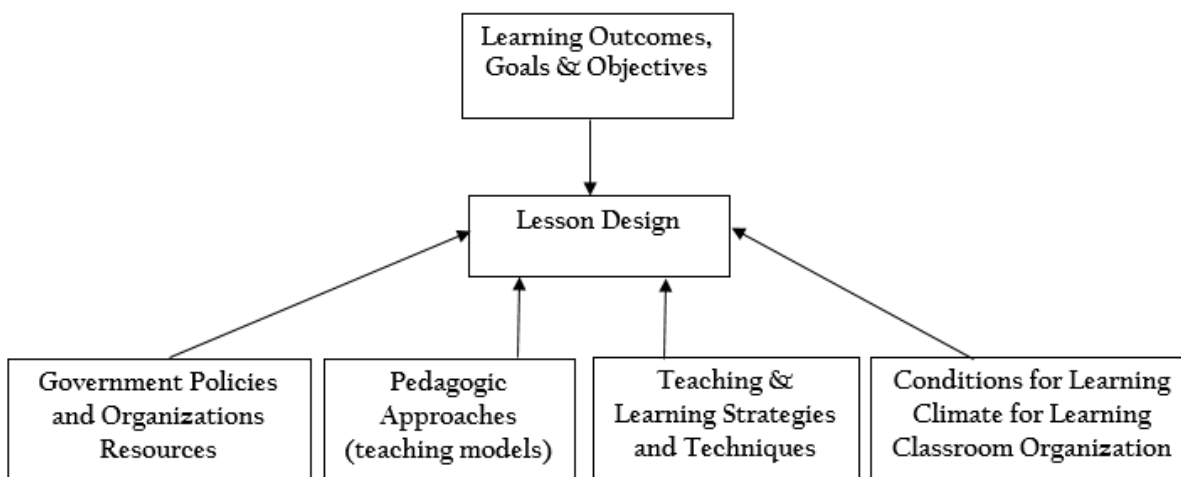 Learning Outcomes,
Goals & Objectives
Lesson Design
Government Policies
and Organizations
Resources
Pedagogic
Approaches
(teaching models)
Teaching &
Learning Strategies
and Techniques
Conditions for Learning
Climate for Learning
Classroom Organization